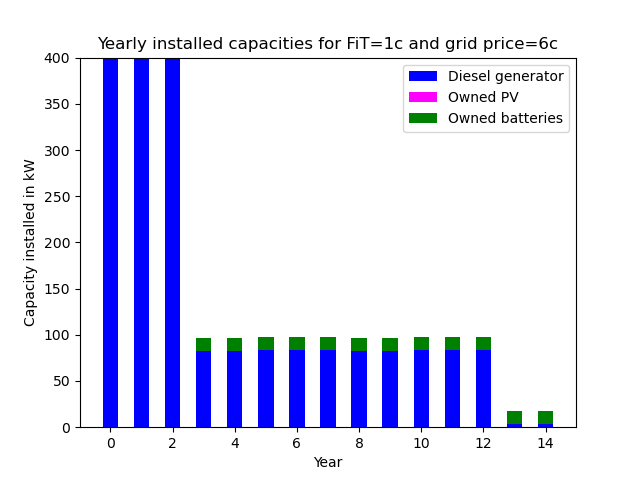 Yearly installed capacities for FiT=1c and grid price=6c
Diesel generator
Owned PV
Owned batteries
Capacity installed in kW
400
350
300
250
200
150
100
50
0
0 2 4 6 8 10 12 14
Year